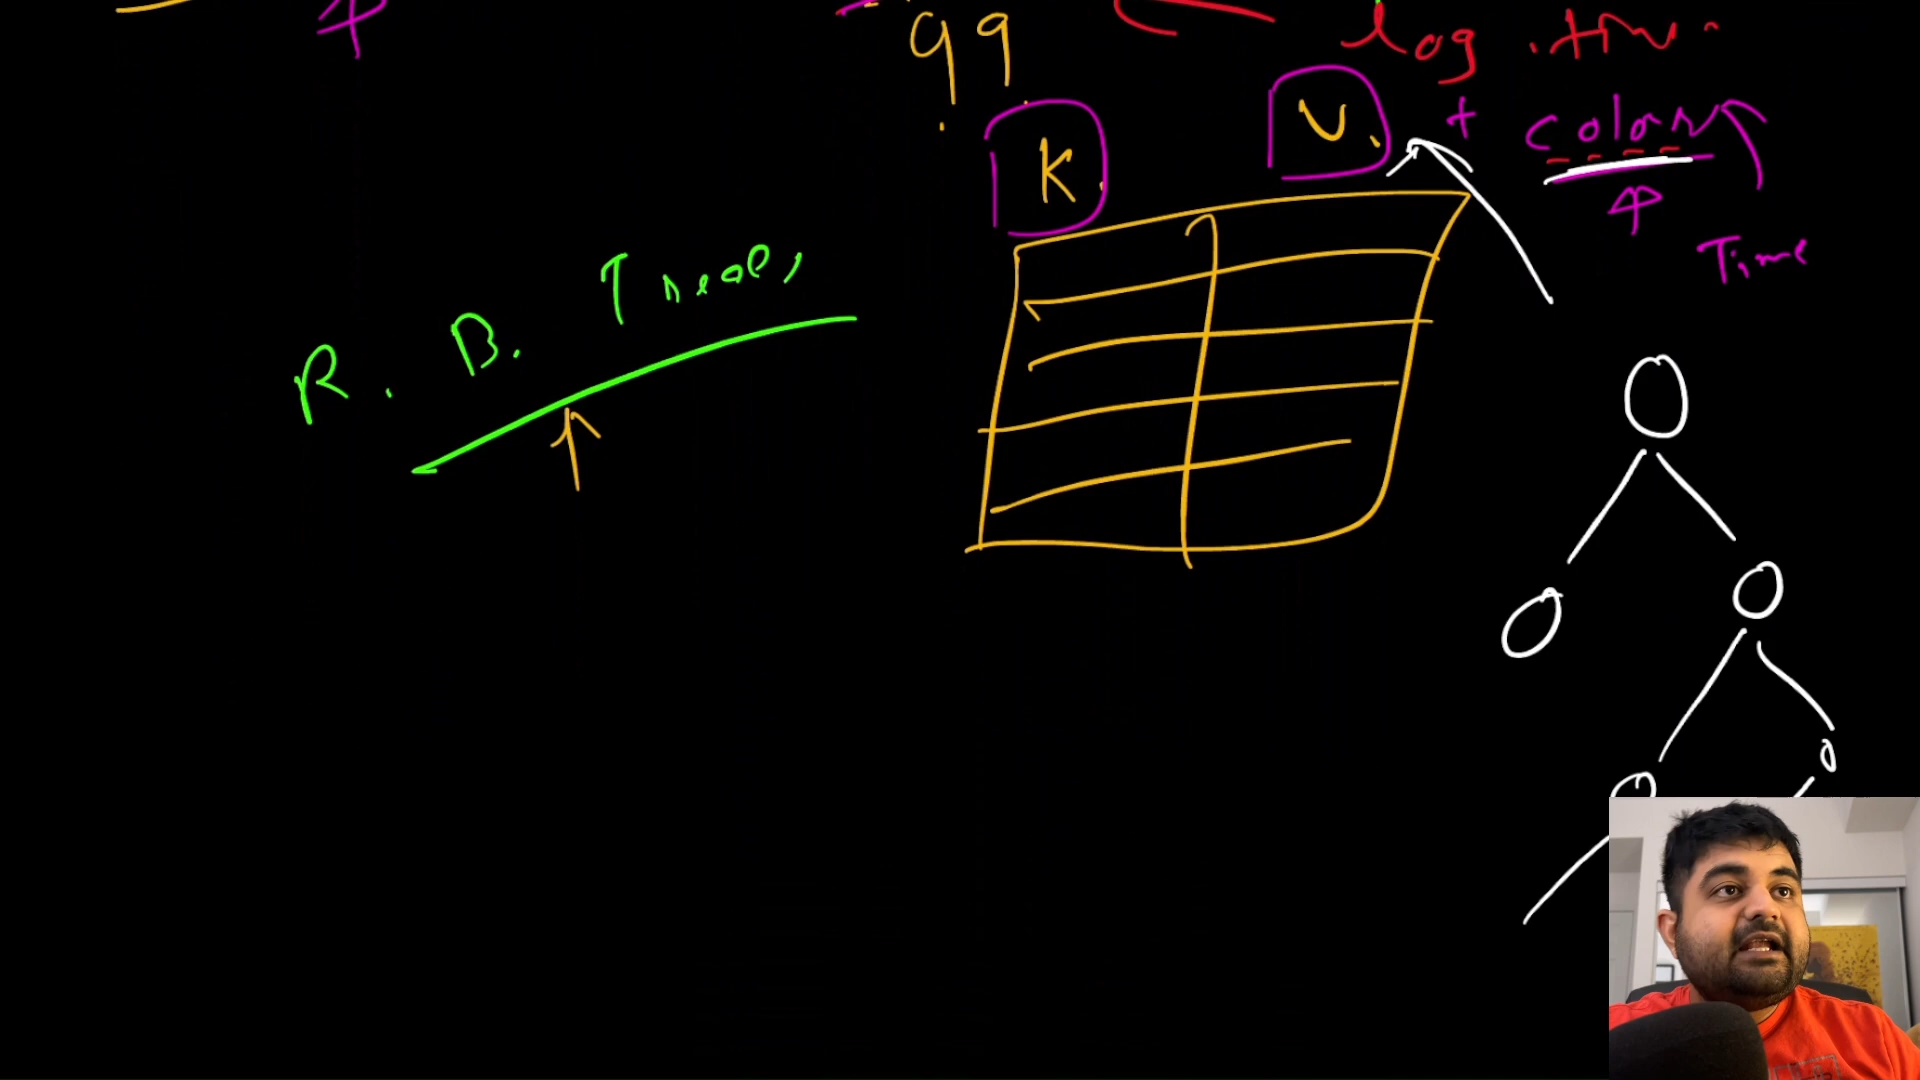 99
log time
K
V.
+ colors
Time
R. B. Trees